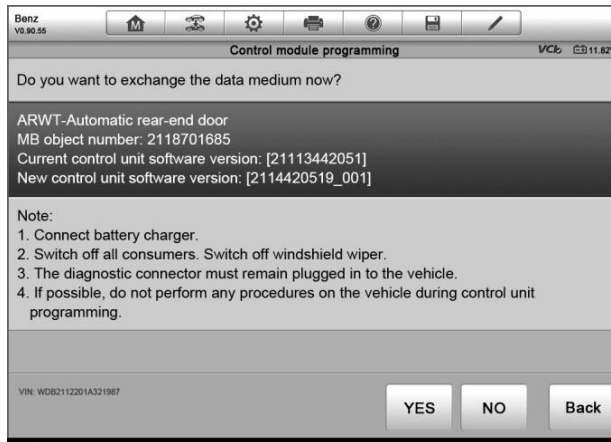 Benz
V0.90.55
Control module programming
VCI 11.82
Do you want to exchange the data medium now?
ARWT-Automatic rear-end door
MB object number: 2118701685
Current control unit software version: [21113442051]
New control unit software version: [2114420519_001]
Note:
1. Connect battery charger.
2. Switch off all consumers. Switch off windshield wiper.
3. The diagnostic connector must remain plugged in to the vehicle.
4. If possible, do not perform any procedures on the vehicle during control unit
programming.
VIN: WDB2112201A321987
YES
NO
Back